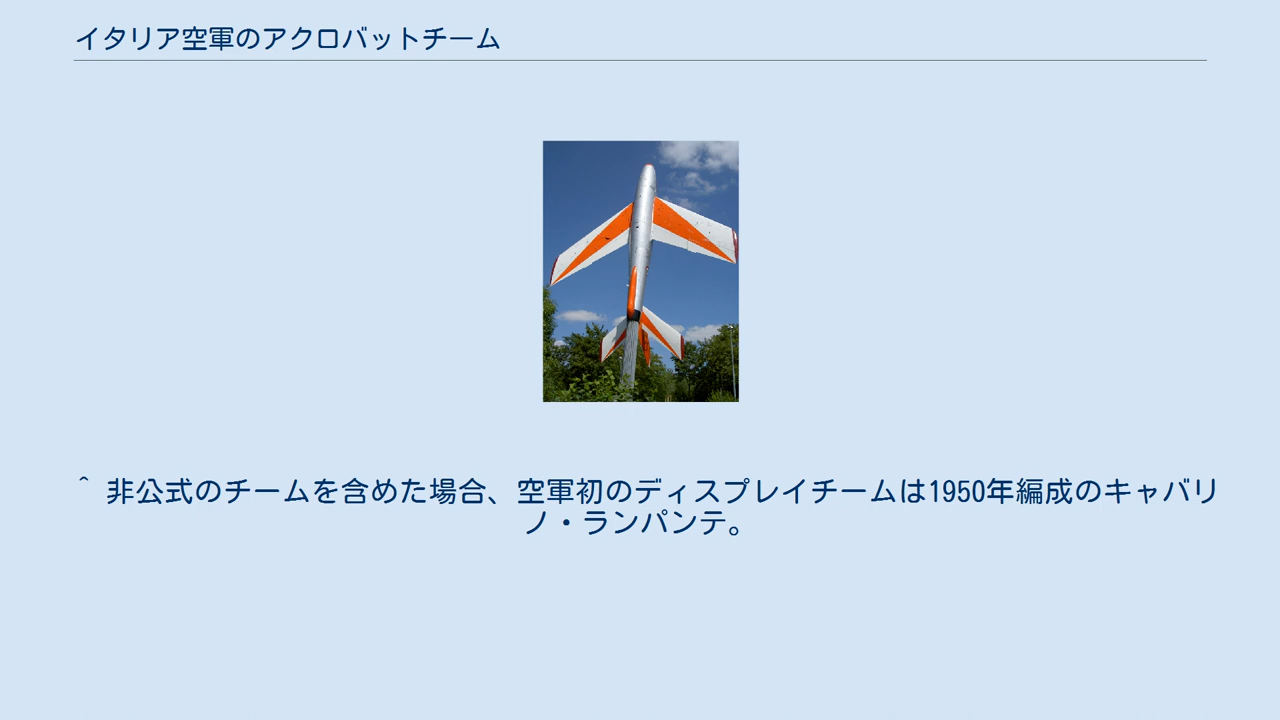 イタリア空軍のアクロバットチーム
^ 非公式のチームを含めた場合、空軍初のディスプレイチームは1950年編成のキャバリ
ノ・ランパンテ。